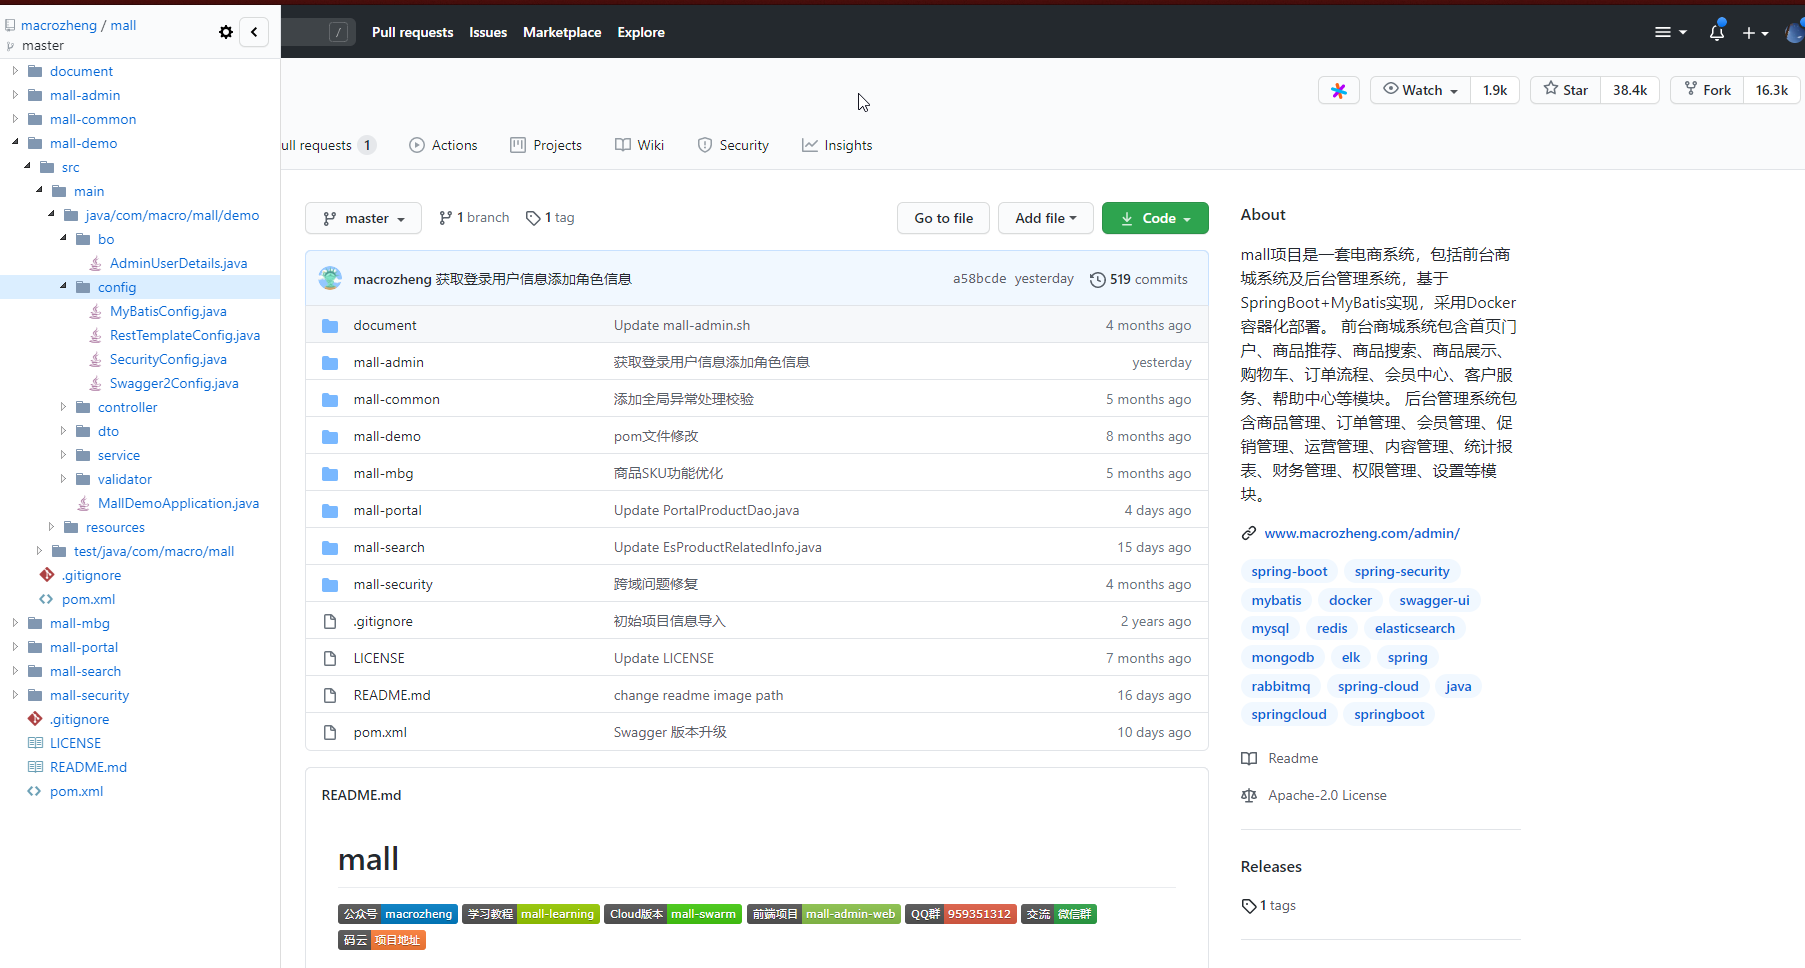 macrozheng / mall
master
/
Pull requests Issues Marketplace Explore
document
mall-admin
mall-common
mall-demo
src
main
java/com/macro/mall/demo
bo
AdminUserDetails.java
config
MyBatisConfig.java
RestTemplateConfig.java
SecurityConfig.java
Swagger2Config.java
controller
dto
service
validator
MallDemoApplication.java
resources
test/java/com/macro/mall
.gitignore
pom.xml
mall-mbg
mall-portal
mall-search
mall-security
.gitignore
LICENSE
README.md
pom.xml
Watch 1.9k Star 38.4k Fork 16.3k
ull requests 1 Actions Projects Wiki Security Insights
master 1 branch 1 tag Go to file Add file Code
macrozheng 获取登录用户信息添加角色信息 a58bcde yesterday 519 commits
document Update mall-admin.sh 4 months ago
mall-admin 获取登录用户信息添加角色信息 yesterday
mall-common 添加全局异常处理校验 5 months ago
mall-demo pom文件修改 8 months ago
mall-mbg 商品SKU功能优化 5 months ago
mall-portal Update PortalProductDao.java 4 days ago
mall-search Update EsProductRelatedInfo.java 15 days ago
mall-security 跨域问题修复 4 months ago
.gitignore 初始项目信息导入 2 years ago
LICENSE Update LICENSE 7 months ago
README.md change readme image path 16 days ago
pom.xml Swagger 版本升级 10 days ago
README.md
mall
公众号 macrozheng 学习教程 mall-learning Cloud版本 mall-swarm 前端项目 mall-admin-web QQ群 959351312 交流 微信群
码云 项目地址
About
mall项目是一套电商系统，包括前台商
城系统及后台管理系统，基于
SpringBoot+MyBatis实现，采用Docker
容器化部署。 前台商城系统包含首页门
户、商品推荐、商品搜索、商品展示、
购物车、订单流程、会员中心、客户服
务、帮助中心等模块。 后台管理系统包
含商品管理、订单管理、会员管理、促
销管理、运营管理、内容管理、统计报
表、财务管理、权限管理、设置等模
块。
www.macrozheng.com/admin/
spring-boot spring-security
mybatis docker swagger-ui
mysql redis elasticsearch
mongodb elk spring
rabbitmq spring-cloud java
springcloud springboot
Readme
Apache-2.0 License
Releases
1 tags